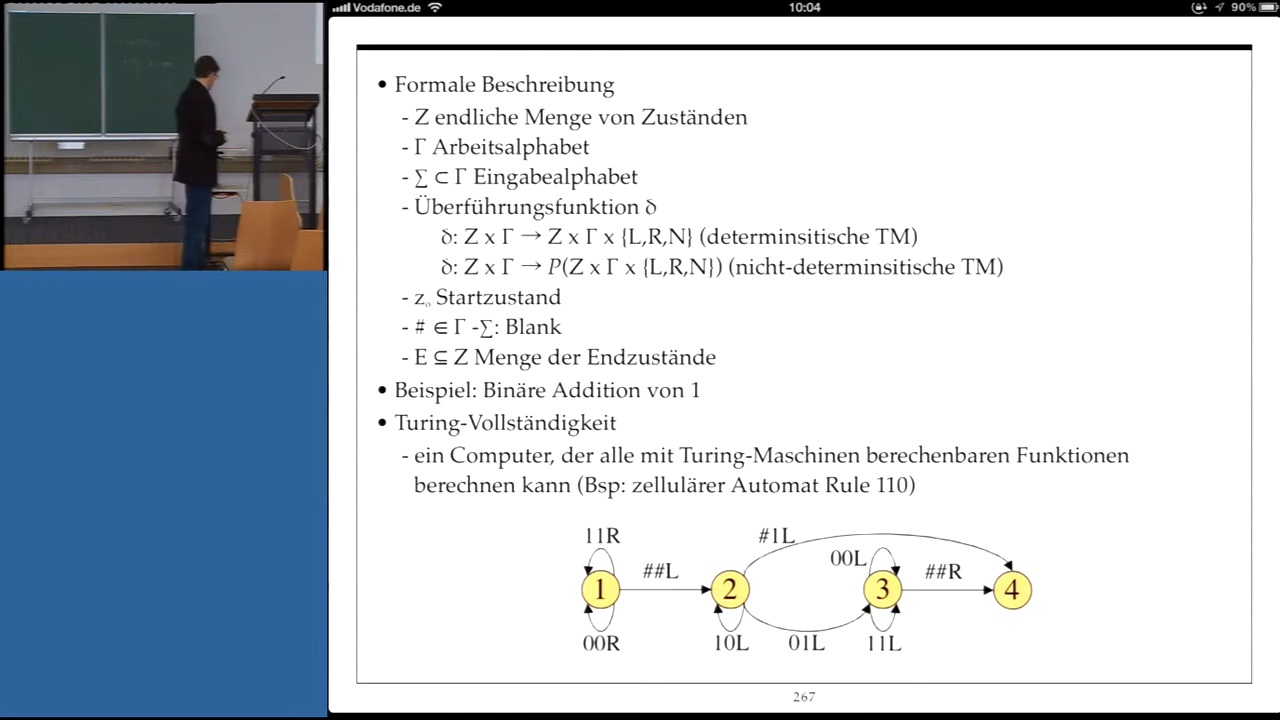 Vodafone.de
10:04
90%
• Formale Beschreibung
- Z endliche Menge von Zuständen
- Γ Arbeitsalphabet
- ∑ ⊂ Γ Eingabealphabet
- Überführungsfunktion δ
δ: Z x Γ → Z x Γ x {L,R,N} (determinsitische TM)
δ: Z x Γ → P(Z x Γ x {L,R,N}) (nicht-determinsitische TM)
- z₀ Startzustand
- # ∈ Γ -∑: Blank
- E ⊆ Z Menge der Endzustände
• Beispiel: Binäre Addition von 1
• Turing-Vollständigkeit
- ein Computer, der alle mit Turing-Maschinen berechenbaren Funktionen
berechnen kann (Bsp: zellulärer Automat Rule 110)
11R
#1L
00L
##L
##R
1
2
3
4
00R
10L
01L
11L
267